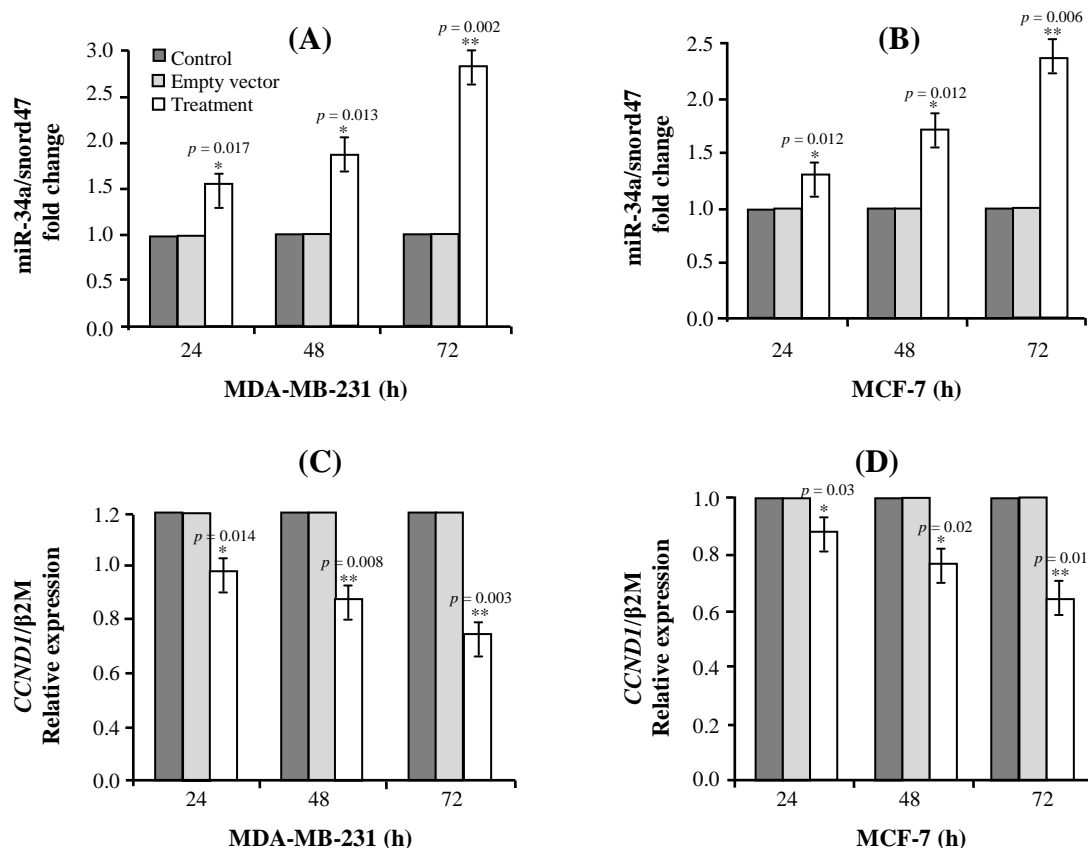 (A)
miR-34a/snord47
fold change
3.0
2.5
2.0
1.5
1.0
0.5
0.0
Control
Empty vector
Treatment
p = 0.017
*
p = 0.013
*
p = 0.002
**
24
48
72
MDA-MB-231 (h)
(B)
miR-34a/snord47
fold change
2.5
2.0
1.5
1.0
0.5
0.0
p = 0.012
*
p = 0.012
*
p = 0.006
**
24
48
72
MCF-7 (h)
(C)
CCND1/β2M
Relative expression
1.2
1.0
0.8
0.6
0.4
0.0
p = 0.014
*
p = 0.008
**
p = 0.003
**
24
48
72
MDA-MB-231 (h)
(D)
CCND1/β2M
Relative expression
1.0
0.8
0.6
0.4
0.2
0.0
p = 0.03
*
p = 0.02
*
p = 0.01
**
24
48
72
MCF-7 (h)